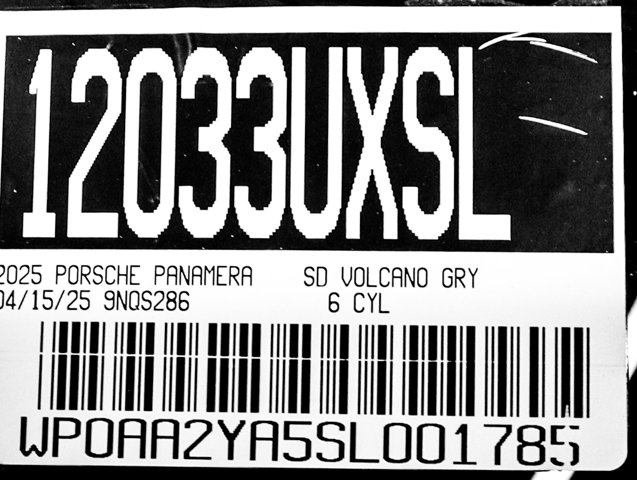 12033UXSL
2025 PORSCHE PANAMERA SD VOLCANO GRY
04/15/25 9NQS286 6 CYL
WP0AA2YA5SL001785